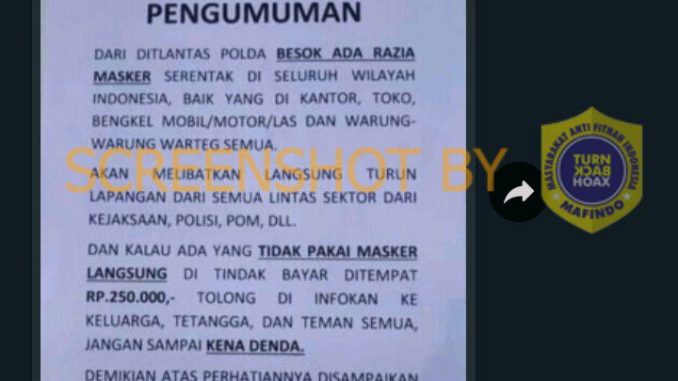 PENGUMUMAN
DARI DITLANTAS POLDA BESOK ADA RAZIA
MASKER SERENTAK DI SELURUH WILAYAH
INDONESIA, BAIK YANG DI KANTOR, TOKO,
BENGKEL MOBIL/MOTOR/LAS DAN WARUNG-
WARUNG WARTEG SEMUA.
SCREENSHOT BY
AKAN MELIBATKAN LANGSUNG TURUN
LAPANGAN DARI SEMUA LINTAS SEKTOR DARI
KEJAKSAAN, POLISI, POM, DLL.
DAN KALAU ADA YANG TIDAK PAKAI MASKER
LANGSUNG DI TINDAK BAYAR DITEMPAT
RP.250.000,- TOLONG DI INFOKAN KE
KELUARGA, TETANGGA, DAN TEMAN SEMUA,
JANGAN SAMPAI KENA DENDA.
DEMIKIAN ATAS PERHATIANNYA DISAMPAIKAN
MASYARAKAT ANTI FITNAH INDONESIA
TURN
BACK
HOAX
MAFINDO